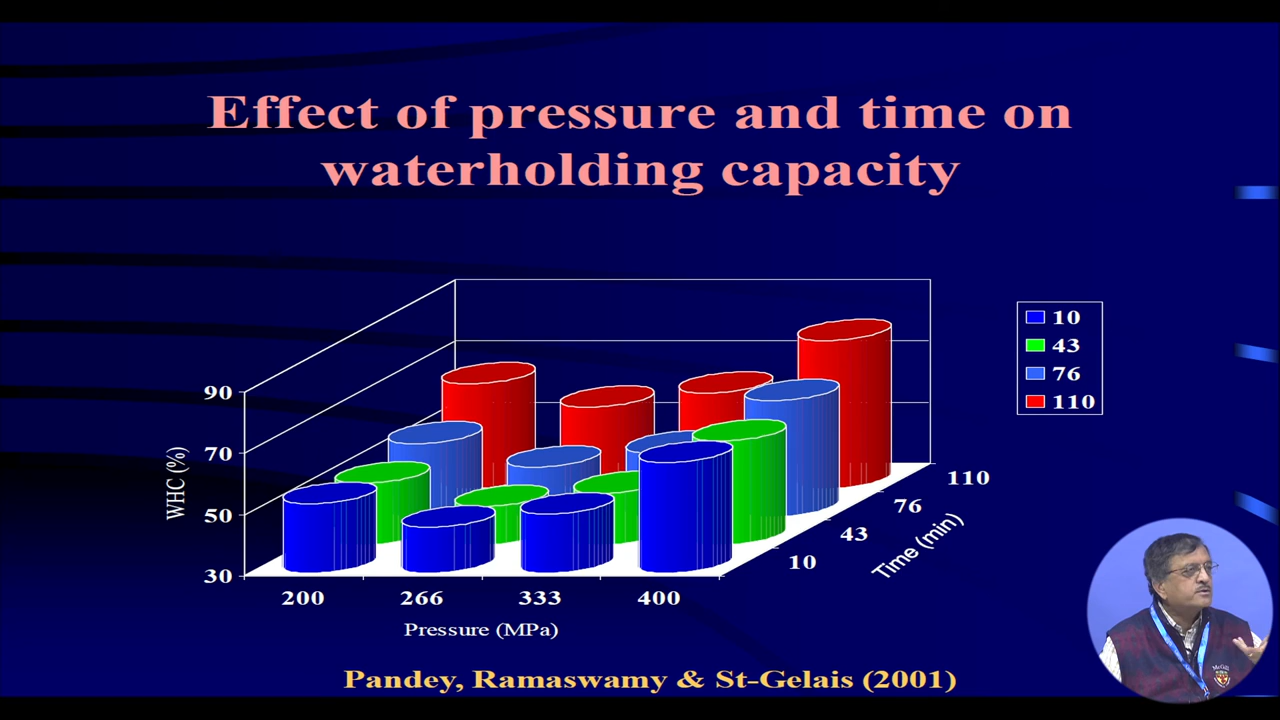 Effect of pressure and time on
waterholding capacity
90
70
50
30
WHC (%)
200 266 333 400
Pressure (MPa)
10
43
76
110
Time (min)
10
43
76
110
Pandey, Ramaswamy & St-Gelais (2001)
McGill